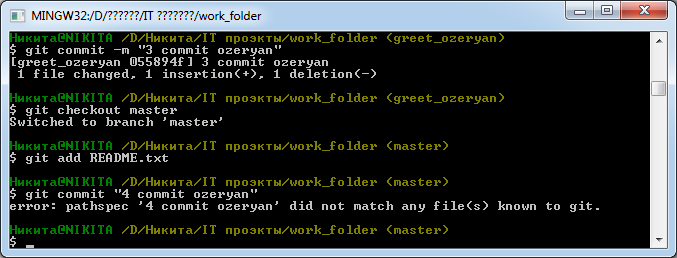 MINGW32:/D/??????/IT ???????/work_folder
Никита@NIKITA /D/Никита/IT проэкты/work_folder (greet_ozeryan)
$ git commit -m "3 commit ozeryan"
[greet_ozeryan 055894f] 3 commit ozeryan
1 file changed, 1 insertion(+), 1 deletion(-)
Никита@NIKITA /D/Никита/IT проэкты/work_folder (greet_ozeryan)
$ git checkout master
Switched to branch 'master'
Никита@NIKITA /D/Никита/IT проэкты/work_folder (master)
$ git add README.txt
Никита@NIKITA /D/Никита/IT проэкты/work_folder (master)
$ git commit "4 commit ozeryan"
error: pathspec '4 commit ozeryan' did not match any file(s) known to git.
Никита@NIKITA /D/Никита/IT проэкты/work_folder (master)
$